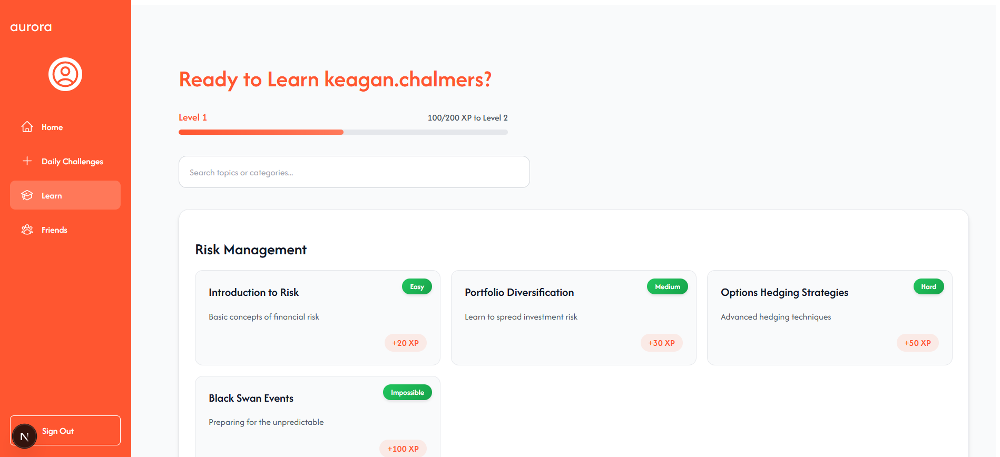 aurora
Home
Daily Challenges
Learn
Friends
N
Sign Out
Ready to Learn keagan.chalmers?
Level 1
100/200 XP to Level 2
Search topics or categories...
Risk Management
Introduction to Risk
Easy
Basic concepts of financial risk
+20 XP
Portfolio Diversification
Medium
Learn to spread investment risk
+30 XP
Options Hedging Strategies
Hard
Advanced hedging techniques
+50 XP
Black Swan Events
Impossible
Preparing for the unpredictable
+100 XP